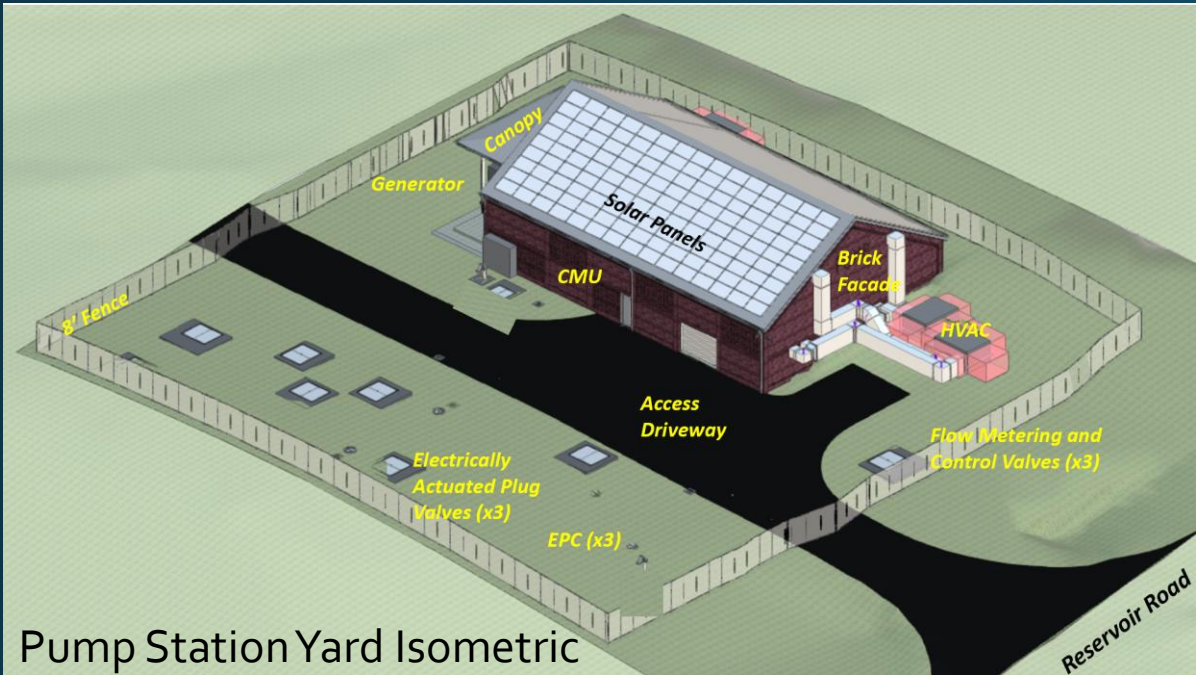 Canopy
Generator
Solar Panels
Brick
Facade
CMU
8' Fence
HVAC
Access
Driveway
Flow Metering and
Control Valves (x3)
Electrically
Actuated Plug
Valves (x3)
EPC (x3)
Reservoir Road
Pump Station Yard Isometric